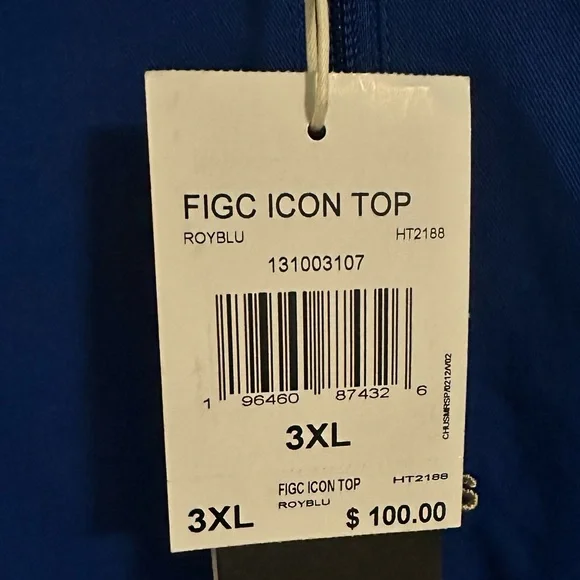 FIGC ICON TOP
ROYBLU HT2188
131003107
1 96460 87432 6
CHUSMRSP/0212/V02
3XL
FIGC ICON TOP HT2188
ROYBLU
3XL $ 100.00